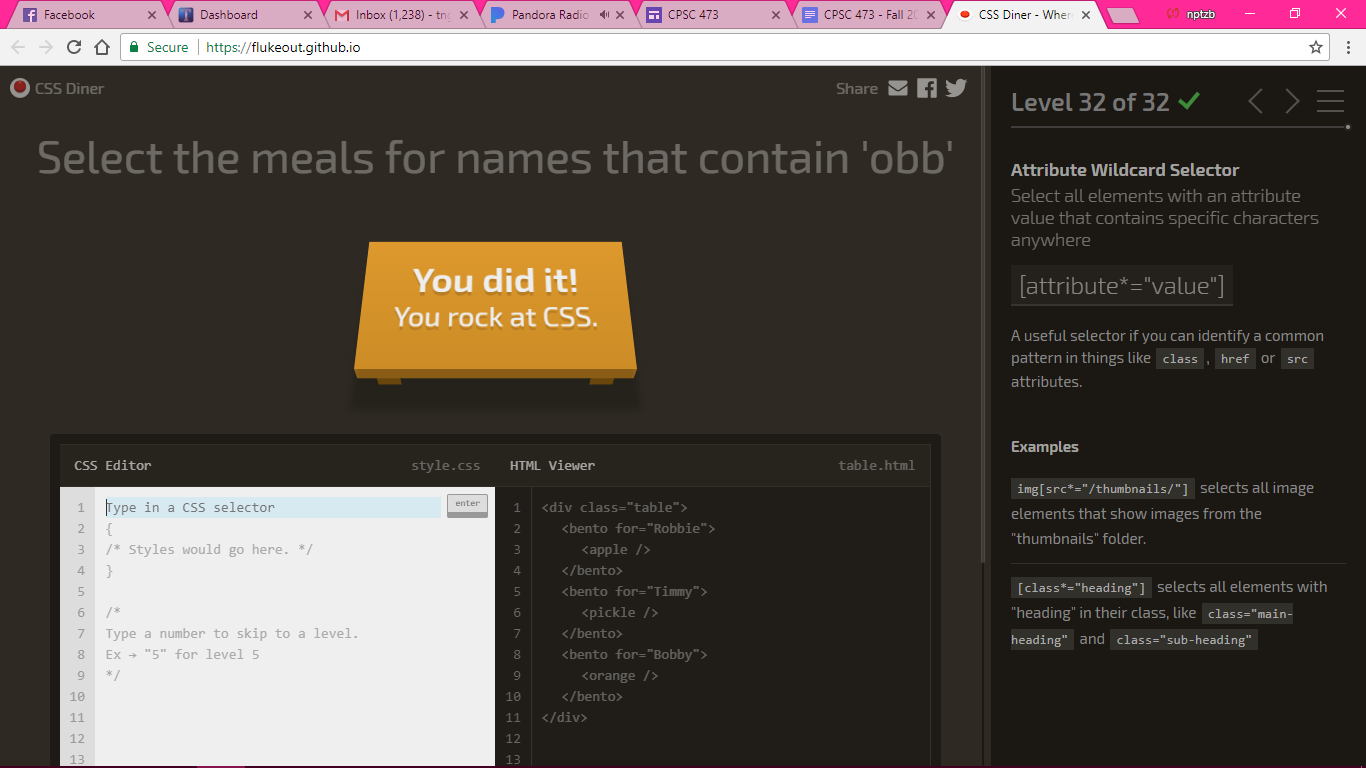 Facebook
Dashboard
Inbox (1,238) - tng
Pandora Radio
CPSC 473
CPSC 473 - Fall 20
CSS Diner - Where
nptzb
Secure https://flukeout.github.io
CSS Diner
Share
Select the meals for names that contain 'obb'
You did it!
You rock at CSS.
CSS Editor
style.css
1 Type in a CSS selector
enter
2 {
3 /* Styles would go here. */
4 }
5
6 /*
7 Type a number to skip to a level.
8 Ex → "5" for level 5
9 */
10
11
12
13
HTML Viewer
table.html
1 <div class="table">
2 <bento for="Robbie">
3 <apple />
4 </bento>
5 <bento for="Timmy">
6 <pickle />
7 </bento>
8 <bento for="Bobby">
9 <orange />
10 </bento>
11 </div>
12
13
Level 32 of 32
Attribute Wildcard Selector
Select all elements with an attribute
value that contains specific characters
anywhere
[attribute*="value"]
A useful selector if you can identify a common
pattern in things like class , href or src
attributes.
Examples
img[src*="/thumbnails/"] selects all image
elements that show images from the
"thumbnails" folder.
[class*="heading"] selects all elements with
"heading" in their class, like class="main-
heading" and class="sub-heading"